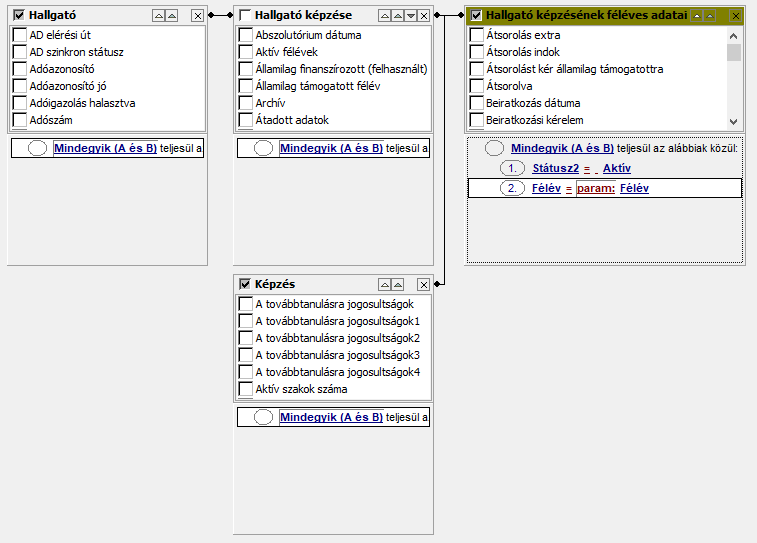 Hallgató
AD elérési út
AD szinkron státusz
Adóazonosító
Adóazonosító jó
Adóigazolás halasztva
Adószám
Mindegyik (A és B) teljesül a
Hallgató képzése
Abszolutórium dátuma
Aktív félévek
Államilag finanszírozott (felhasznált)
Államilag támogatott félév
Archív
Átadott adatok
Mindegyik (A és B) teljesül a
Hallgató képzésének féléves adatai
Átsorolás extra
Átsorolás indok
Átsorolást kér államilag támogatottra
Átsorolva
Beiratkozás dátuma
Beiratkozási kérelem
Mindegyik (A és B) teljesül az alábbiak közül:
1. Státusz2 = Aktív
2. Félév = param: Félév
Képzés
A továbbtanulásra jogosultságok
A továbbtanulásra jogosultságok1
A továbbtanulásra jogosultságok2
A továbbtanulásra jogosultságok3
A továbbtanulásra jogosultságok4
Aktív szakok száma
Mindegyik (A és B) teljesül a